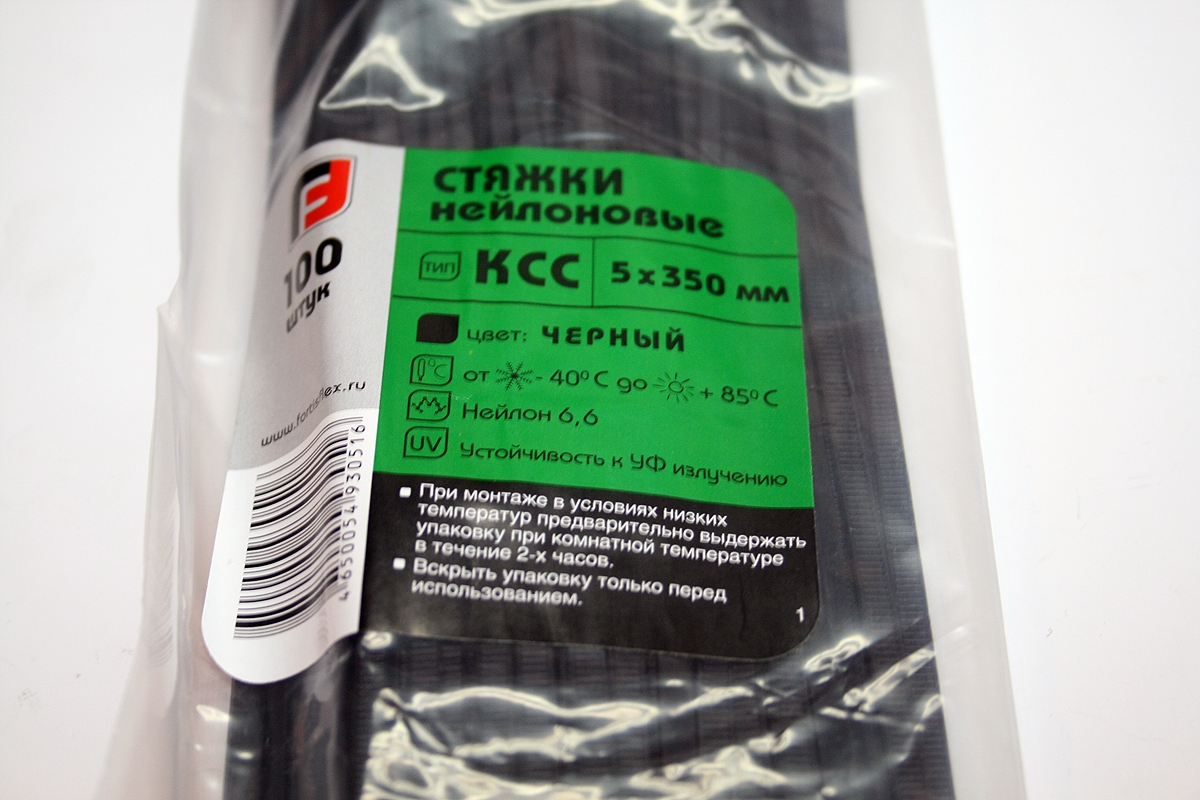 100
штук
www.fortisflex.ru
4650054930516
СТЯЖКИ
НЕЙЛОНОВЫЕ
ТИП КСС 5 х 350 мм
цвет: ЧЕРНЫЙ
°C от - 40°C до + 85°C
Нейлон 6,6
UV Устойчивость к УФ излучению
При монтаже в условиях низких
температур предварительно выдержать
упаковку при комнатной температуре
в течение 2-х часов.
Вскрыть упаковку только перед
использованием.
1